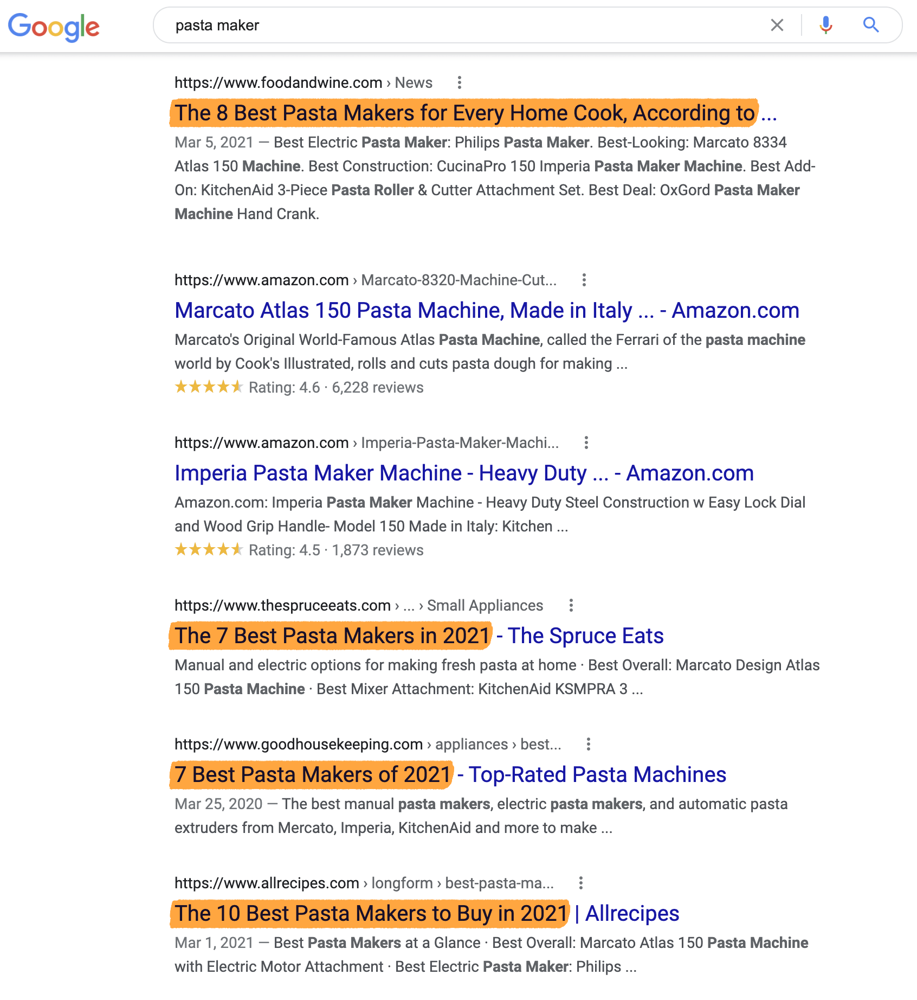 Google
pasta maker
https://www.foodandwine.com › News
The 8 Best Pasta Makers for Every Home Cook, According to ...
Mar 5, 2021 — Best Electric Pasta Maker: Philips Pasta Maker. Best-Looking: Marcato 8334
Atlas 150 Machine. Best Construction: CucinaPro 150 Imperia Pasta Maker Machine. Best Add-
On: KitchenAid 3-Piece Pasta Roller & Cutter Attachment Set. Best Deal: OxGord Pasta Maker
Machine Hand Crank.
https://www.amazon.com › Marcato-8320-Machine-Cut...
Marcato Atlas 150 Pasta Machine, Made in Italy ... - Amazon.com
Marcato's Original World-Famous Atlas Pasta Machine, called the Ferrari of the pasta machine
world by Cook's Illustrated, rolls and cuts pasta dough for making ...
Rating: 4.6 · 6,228 reviews
https://www.amazon.com › Imperia-Pasta-Maker-Machi...
Imperia Pasta Maker Machine - Heavy Duty ... - Amazon.com
Amazon.com: Imperia Pasta Maker Machine - Heavy Duty Steel Construction w Easy Lock Dial
and Wood Grip Handle- Model 150 Made in Italy: Kitchen ...
Rating: 4.5 · 1,873 reviews
https://www.thespruceeats.com › ... › Small Appliances
The 7 Best Pasta Makers in 2021 - The Spruce Eats
Manual and electric options for making fresh pasta at home · Best Overall: Marcato Design Atlas
150 Pasta Machine · Best Mixer Attachment: KitchenAid KSMPRA 3 ...
https://www.goodhousekeeping.com › appliances › best...
7 Best Pasta Makers of 2021 - Top-Rated Pasta Machines
Mar 25, 2020 — The best manual pasta makers, electric pasta makers, and automatic pasta
extruders from Mercato, Imperia, KitchenAid and more to make ...
https://www.allrecipes.com › longform › best-pasta-ma...
The 10 Best Pasta Makers to Buy in 2021 | Allrecipes
Mar 1, 2021 — Best Pasta Makers at a Glance · Best Overall: Marcato Atlas 150 Pasta Machine
with Electric Motor Attachment · Best Electric Pasta Maker: Philips ...